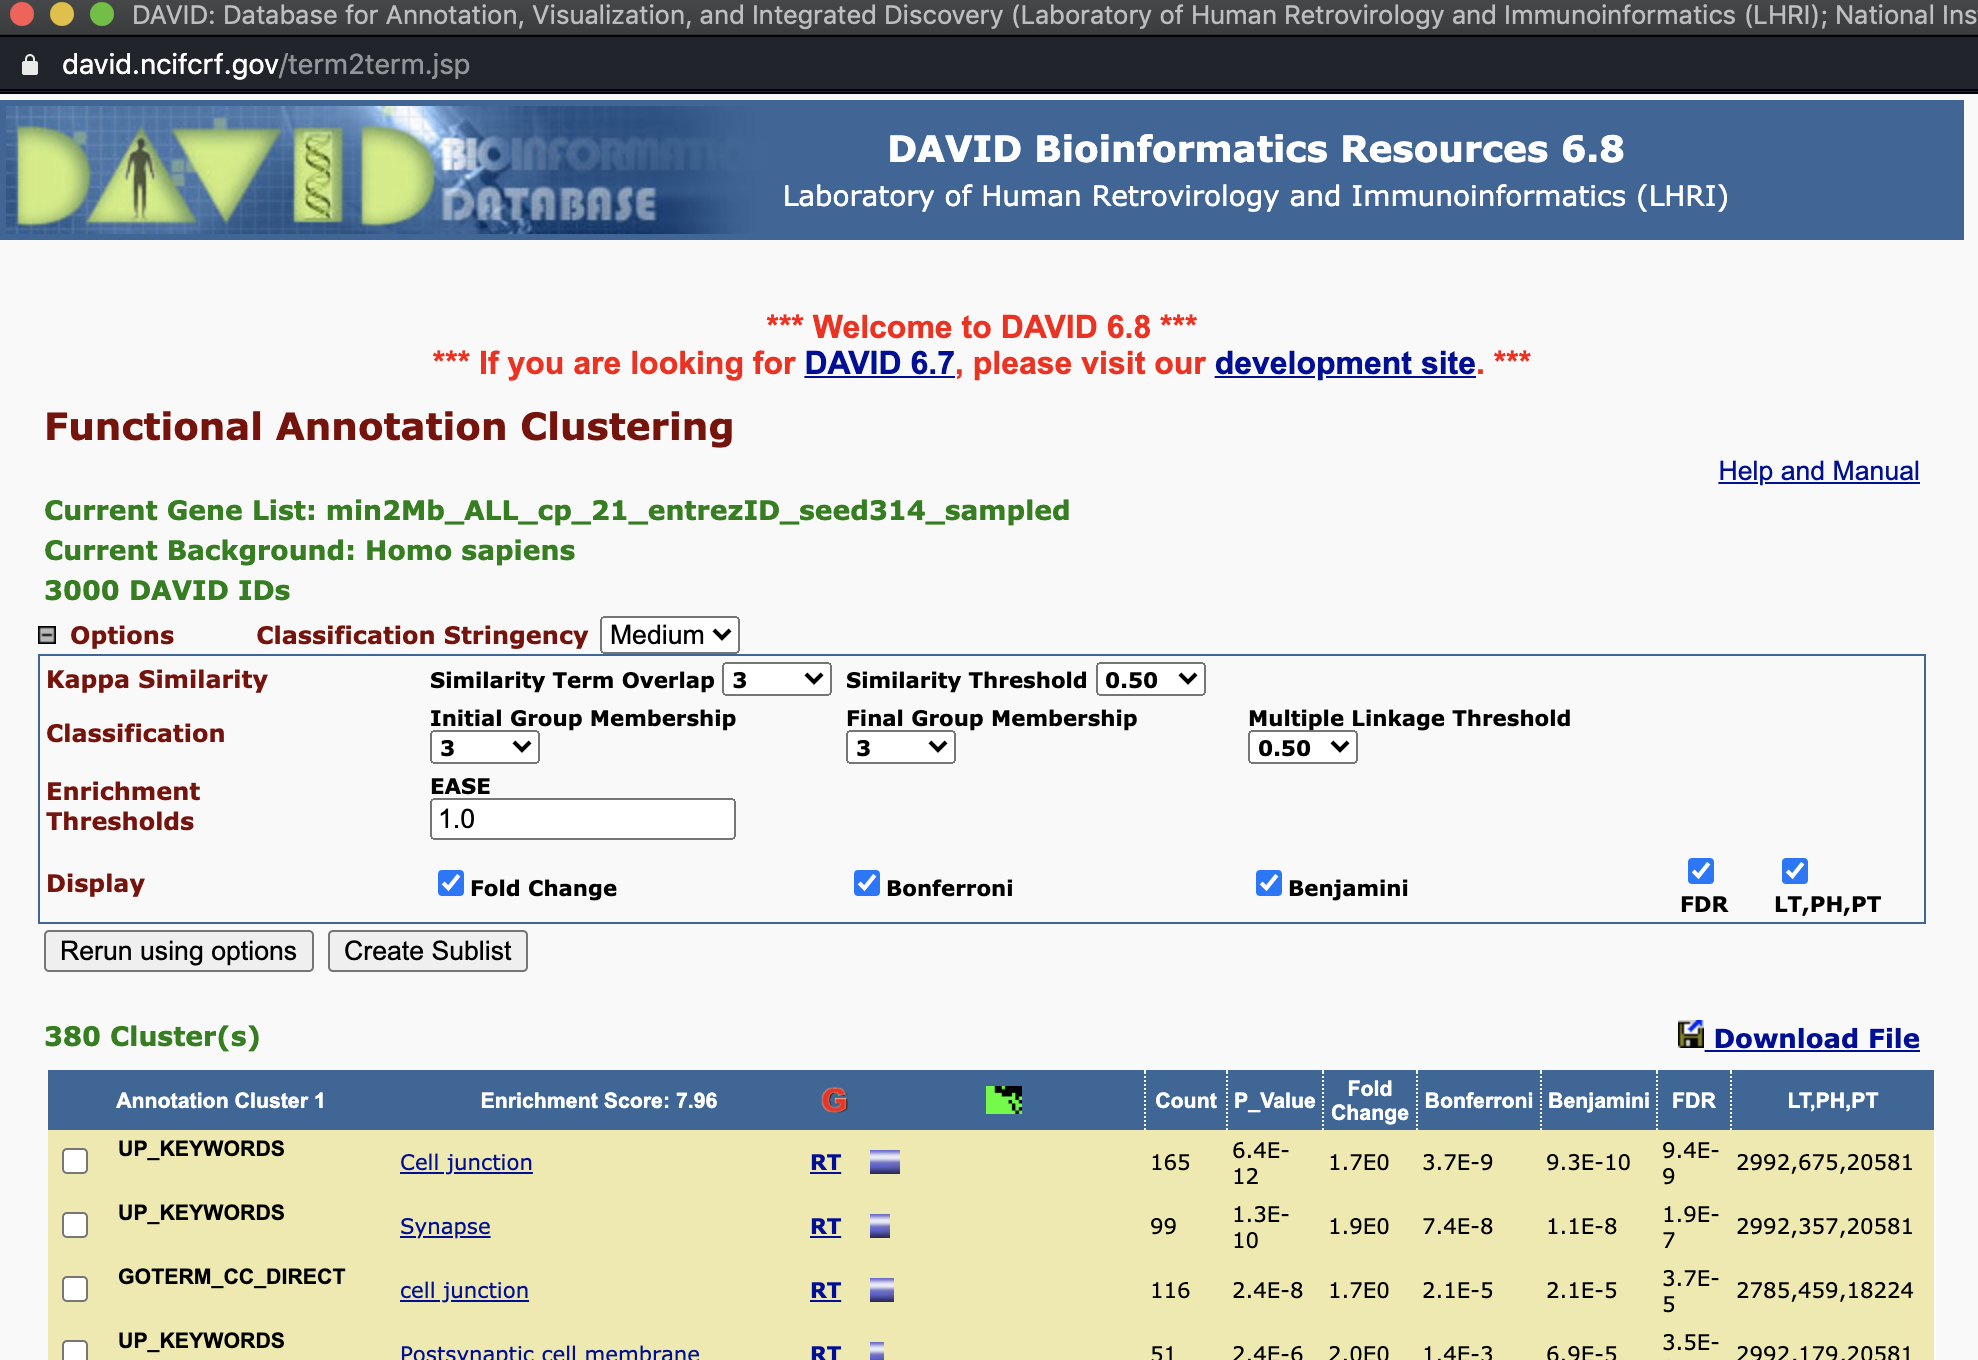 DAVID: Database for Annotation, Visualization, and Integrated Discovery (Laboratory of Human Retrovirology and Immunoinformatics (LHRI); National Ins
david.ncifcrf.gov/term2term.jsp
DAVID BIOINFORMATICS DATABASE
DAVID Bioinformatics Resources 6.8
Laboratory of Human Retrovirology and Immunoinformatics (LHRI)
*** Welcome to DAVID 6.8 ***
*** If you are looking for DAVID 6.7, please visit our development site. ***
Functional Annotation Clustering
Help and Manual
Current Gene List: min2Mb_ALL_cp_21_entrezID_seed314_sampled
Current Background: Homo sapiens
3000 DAVID IDs
Options Classification Stringency Medium
Kappa Similarity Similarity Term Overlap 3 Similarity Threshold 0.50
Classification Initial Group Membership 3 Final Group Membership 3 Multiple Linkage Threshold 0.50
Enrichment Thresholds EASE 1.0
Display Fold Change Bonferroni Benjamini FDR LT,PH,PT
Rerun using options Create Sublist
380 Cluster(s) Download File
Annotation Cluster 1 Enrichment Score: 7.96 G Count P_Value Fold Change Bonferroni Benjamini FDR LT,PH,PT
UP_KEYWORDS Cell junction RT 165 6.4E-12 1.7E0 3.7E-9 9.3E-10 9.4E-9 2992,675,20581
UP_KEYWORDS Synapse RT 99 1.3E-10 1.9E0 7.4E-8 1.1E-8 1.9E-7 2992,357,20581
GOTERM_CC_DIRECT cell junction RT 116 2.4E-8 1.7E0 2.1E-5 2.1E-5 3.7E-5 2785,459,18224
UP_KEYWORDS Postsynaptic cell membrane RT 51 2.4E-6 2.0E0 1.4E-3 6.9E-5 3.5E- 2992,179,20581